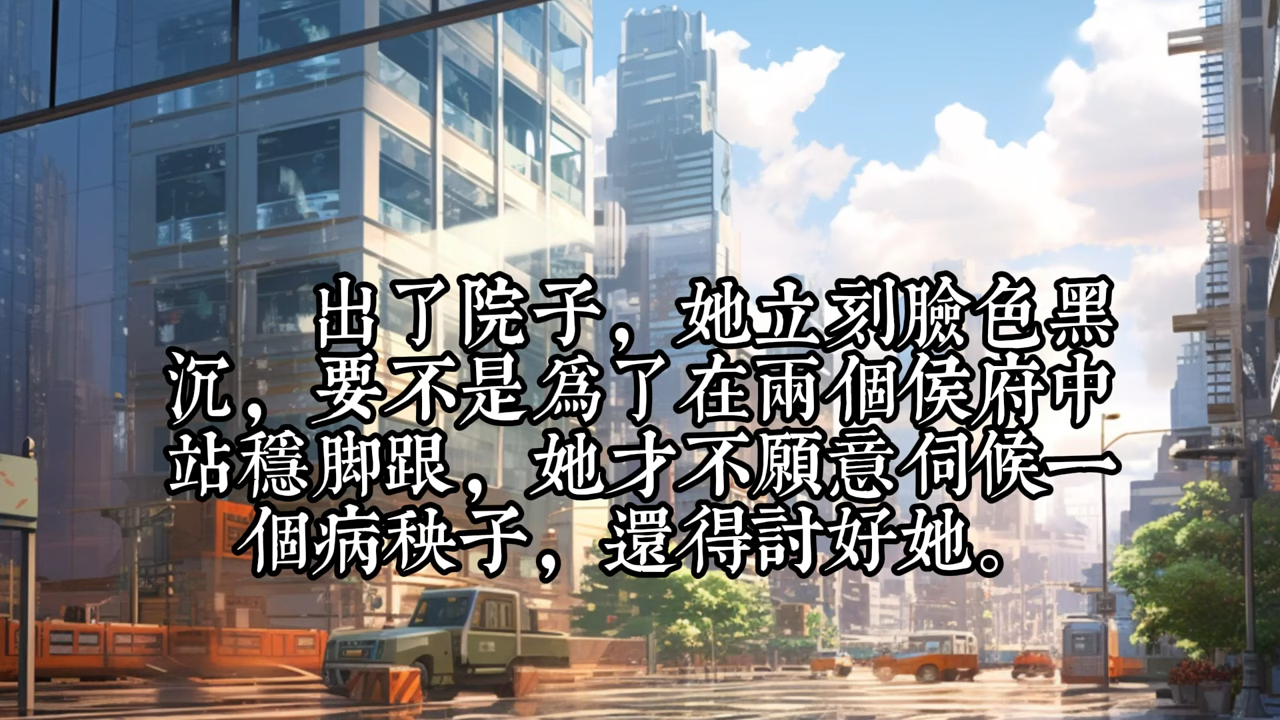 出了院子，她立刻臉色黑
沉，要不是為了在兩個侯府中
站穩脚跟，她才不願意伺候一
個病秧子，還得討好她。